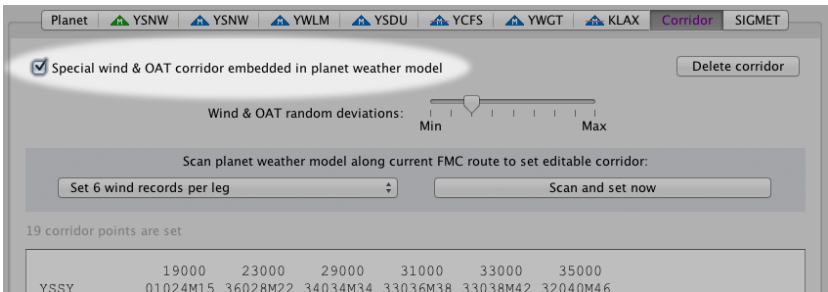 Planet YSNW YSNW YWLM YSDU YCFS YWGT KLAX Corridor SIGMET
Special wind & OAT corridor embedded in planet weather model Delete corridor
Wind & OAT random deviations:
Min Max
Scan planet weather model along current FMC route to set editable corridor:
Set 6 wind records per leg Scan and set now
19 corridor points are set
19000 23000 29000 31000 33000 35000
YSSY 01024M15 36028M22 34034M34 33036M38 33038M42 32040M46